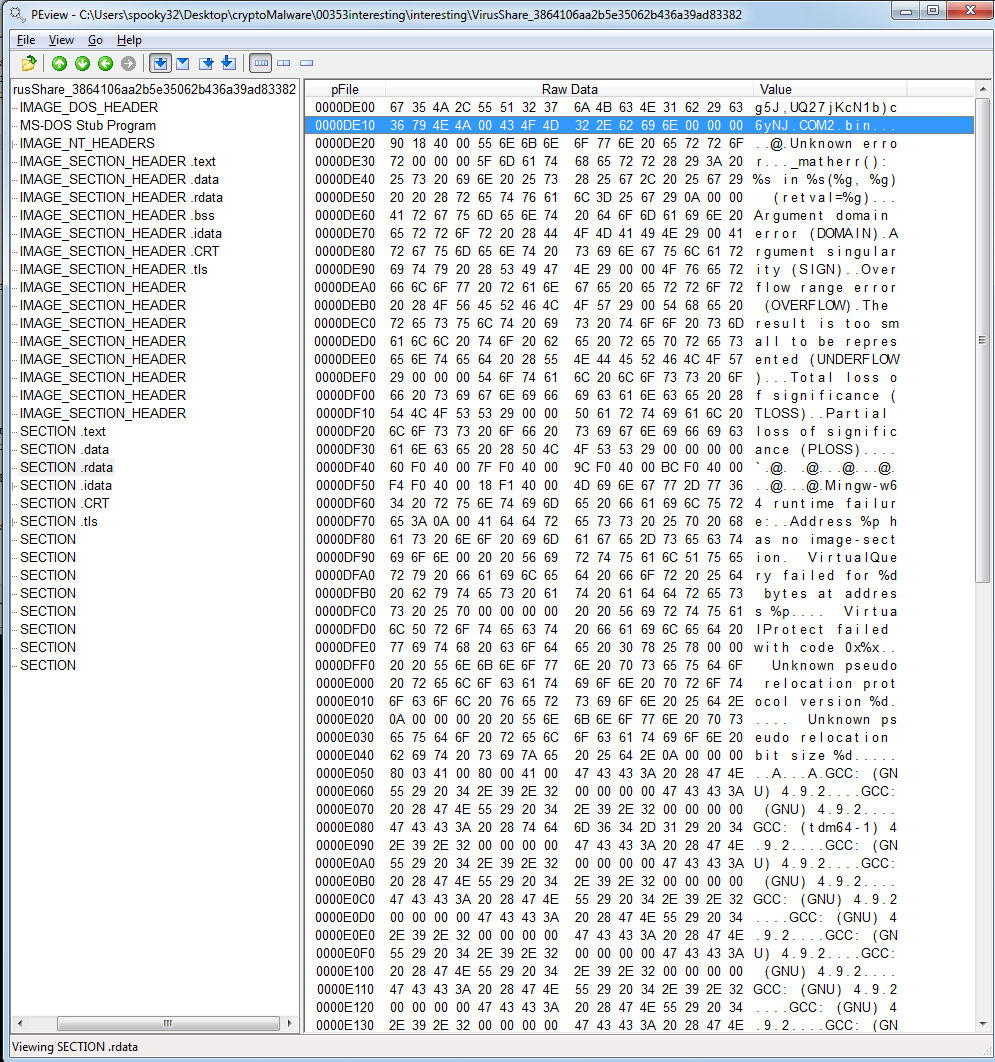 PEview - C:\Users\spooky32\Desktop\cryptoMalware\00353interesting\interesting\VirusShare_3864106aa2b5e35062b436a39ad83382
File View Go Help
rusShare_3864106aa2b5e35062b436a39ad83382
IMAGE_DOS_HEADER
MS-DOS Stub Program
IMAGE_NT_HEADERS
IMAGE_SECTION_HEADER .text
IMAGE_SECTION_HEADER .data
IMAGE_SECTION_HEADER .rdata
IMAGE_SECTION_HEADER .bss
IMAGE_SECTION_HEADER .idata
IMAGE_SECTION_HEADER .CRT
IMAGE_SECTION_HEADER .tls
IMAGE_SECTION_HEADER
IMAGE_SECTION_HEADER
IMAGE_SECTION_HEADER
IMAGE_SECTION_HEADER
IMAGE_SECTION_HEADER
IMAGE_SECTION_HEADER
IMAGE_SECTION_HEADER
IMAGE_SECTION_HEADER
SECTION .text
SECTION .data
SECTION .rdata
SECTION .idata
SECTION .CRT
SECTION .tls
SECTION
SECTION
SECTION
SECTION
SECTION
SECTION
SECTION
SECTION
pFile Raw Data Value
0000DE00 67 35 4A 2C 55 51 32 37 6A 4B 63 4E 31 62 29 63 g5J,UQ27jKcN1b)c
0000DE10 36 79 4E 4A 00 43 4F 4D 32 2E 62 69 6E 00 00 00 6yNJ.COM2.bin...
0000DE20 90 18 40 00 55 6E 6B 6E 6F 77 6E 20 65 72 72 6F ..@.Unknown erro
0000DE30 72 00 00 00 5F 6D 61 74 68 65 72 72 28 29 3A 20 r..._matherr():
0000DE40 25 73 20 69 6E 20 25 73 28 25 67 2C 20 25 67 29 %s in %s(%g, %g)
0000DE50 20 20 28 72 65 74 76 61 6C 3D 25 67 29 0A 00 00 (retval=%g)...
0000DE60 41 72 67 75 6D 65 6E 74 20 64 6F 6D 61 69 6E 20 Argument domain
0000DE70 65 72 72 6F 72 20 28 44 4F 4D 41 49 4E 29 00 41 error (DOMAIN).A
0000DE80 72 67 75 6D 65 6E 74 20 73 69 6E 67 75 6C 61 72 rgument singular
0000DE90 69 74 79 20 28 53 49 47 4E 29 00 00 4F 76 65 72 ity (SIGN)..Over
0000DEA0 66 6C 6F 77 20 72 61 6E 67 65 20 65 72 72 6F 72 flow range error
0000DEB0 20 28 4F 56 45 52 46 4C 4F 57 29 00 54 68 65 20 (OVERFLOW).The
0000DEC0 72 65 73 75 6C 74 20 69 73 20 74 6F 6F 20 73 6D result is too sm
0000DED0 61 6C 6C 20 74 6F 20 62 65 20 72 65 70 72 65 73 all to be repres
0000DEE0 65 6E 74 65 64 20 28 55 4E 44 45 52 46 4C 4F 57 ented (UNDERFLOW
0000DEF0 29 00 00 00 54 6F 74 61 6C 20 6C 6F 73 73 20 6F )...Total loss o
0000DF00 66 20 73 69 67 6E 69 66 69 63 61 6E 63 65 20 28 f significance (
0000DF10 54 4C 4F 53 53 29 00 00 50 61 72 74 69 61 6C 20 TLOSS)..Partial
0000DF20 6C 6F 73 73 20 6F 66 20 73 69 67 6E 69 66 69 63 loss of signific
0000DF30 61 6E 63 65 20 28 50 4C 4F 53 53 29 00 00 00 00 ance (PLOSS)....
0000DF40 60 F0 40 00 7F F0 40 00 9C F0 40 00 BC F0 40 00 `.@. ..@...@...@.
0000DF50 F4 F0 40 00 18 F1 40 00 4D 69 6E 67 77 2D 77 36 ..@...@.Mingw-w6
0000DF60 34 20 72 75 6E 74 69 6D 65 20 66 61 69 6C 75 72 4 runtime failur
0000DF70 65 3A 0A 00 41 64 64 72 65 73 73 20 25 70 20 68 e:..Address %p h
0000DF80 61 73 20 6E 6F 20 69 6D 61 67 65 2D 73 65 63 74 as no image-sect
0000DF90 69 6F 6E 00 20 20 56 69 72 74 75 61 6C 51 75 65 ion. VirtualQue
0000DFA0 72 79 20 66 61 69 6C 65 64 20 66 6F 72 20 25 64 ry failed for %d
0000DFB0 20 62 79 74 65 73 20 61 74 20 61 64 64 72 65 73 bytes at addres
0000DFC0 73 20 25 70 00 00 00 00 20 20 56 69 72 74 75 61 s %p.... Virtua
0000DFD0 6C 50 72 6F 74 65 63 74 20 66 61 69 6C 65 64 20 lProtect failed
0000DFE0 77 69 74 68 20 63 6F 64 65 20 30 78 25 78 00 00 with code 0x%x..
0000DFF0 20 20 55 6E 6B 6E 6F 77 6E 20 70 73 65 75 64 6F Unknown pseudo
0000E000 20 72 65 6C 6F 63 61 74 69 6F 6E 20 70 72 6F 74 relocation prot
0000E010 6F 63 6F 6C 20 76 65 72 73 69 6F 6E 20 25 64 2E ocol version %d.
0000E020 0A 00 00 00 20 20 55 6E 6B 6E 6F 77 6E 20 70 73 .... Unknown ps
0000E030 65 75 64 6F 20 72 65 6C 6F 63 61 74 69 6F 6E 20 eudo relocation
0000E040 62 69 74 20 73 69 7A 65 20 25 64 2E 0A 00 00 00 bit size %d.....
0000E050 80 03 41 00 80 00 41 00 47 43 43 3A 20 28 47 4E ..A...A.GCC: (GN
0000E060 55 29 20 34 2E 39 2E 32 00 00 00 00 47 43 43 3A U) 4.9.2....GCC:
0000E070 20 28 47 4E 55 29 20 34 2E 39 2E 32 00 00 00 00 (GNU) 4.9.2....
0000E080 47 43 43 3A 20 28 74 64 6D 36 34 2D 31 29 20 34 GCC: (tdm64-1) 4
0000E090 2E 39 2E 32 00 00 00 00 47 43 43 3A 20 28 47 4E .9.2....GCC: (GN
0000E0A0 55 29 20 34 2E 39 2E 32 00 00 00 00 47 43 43 3A U) 4.9.2....GCC:
0000E0B0 20 28 47 4E 55 29 20 34 2E 39 2E 32 00 00 00 00 (GNU) 4.9.2....
0000E0C0 47 43 43 3A 20 28 47 4E 55 29 20 34 2E 39 2E 32 GCC: (GNU) 4.9.2
0000E0D0 00 00 00 00 47 43 43 3A 20 28 47 4E 55 29 20 34 ....GCC: (GNU) 4
0000E0E0 2E 39 2E 32 00 00 00 00 47 43 43 3A 20 28 47 4E .9.2....GCC: (GN
0000E0F0 55 29 20 34 2E 39 2E 32 00 00 00 00 47 43 43 3A U) 4.9.2....GCC:
0000E100 20 28 47 4E 55 29 20 34 2E 39 2E 32 00 00 00 00 (GNU) 4.9.2....
0000E110 47 43 43 3A 20 28 47 4E 55 29 20 34 2E 39 2E 32 GCC: (GNU) 4.9.2
0000E120 00 00 00 00 47 43 43 3A 20 28 47 4E 55 29 20 34 ....GCC: (GNU) 4
0000E130 2E 39 2E 32 00 00 00 00 47 43 43 3A 20 28 47 4E .9.2....GCC: (GN
Viewing SECTION .rdata